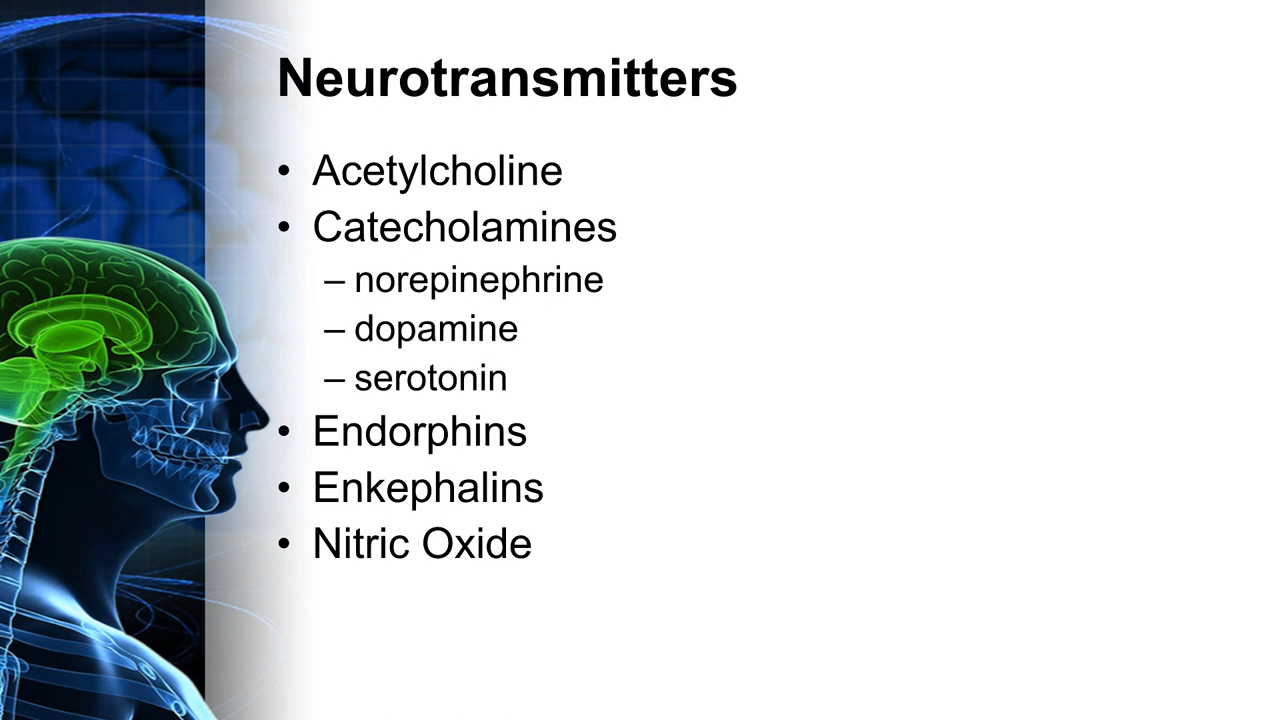 Neurotransmitters
• Acetylcholine
• Catecholamines
– norepinephrine
– dopamine
– serotonin
• Endorphins
• Enkephalins
• Nitric Oxide